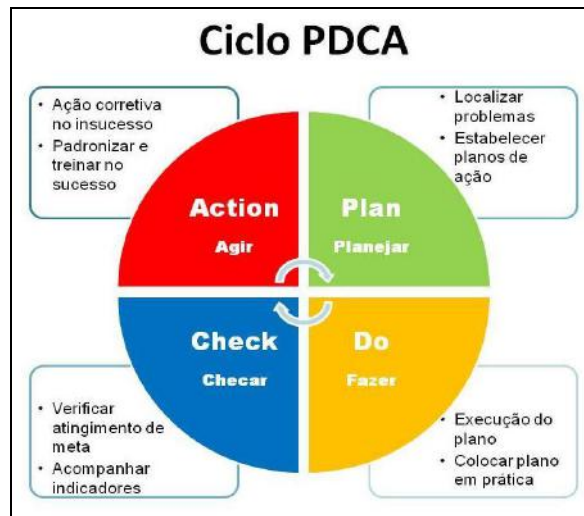 Ciclo PDCA
• Ação corretiva
no insucesso
• Padronizar e
treinar no
sucesso
• Localizar
problemas
• Estabelecer
planos de
ação
Action
Agir
Plan
Planejar
Check
Checar
Do
Fazer
• Verificar
atingimento de
meta
• Acompanhar
indicadores
• Execução do
plano
• Colocar plano
em prática